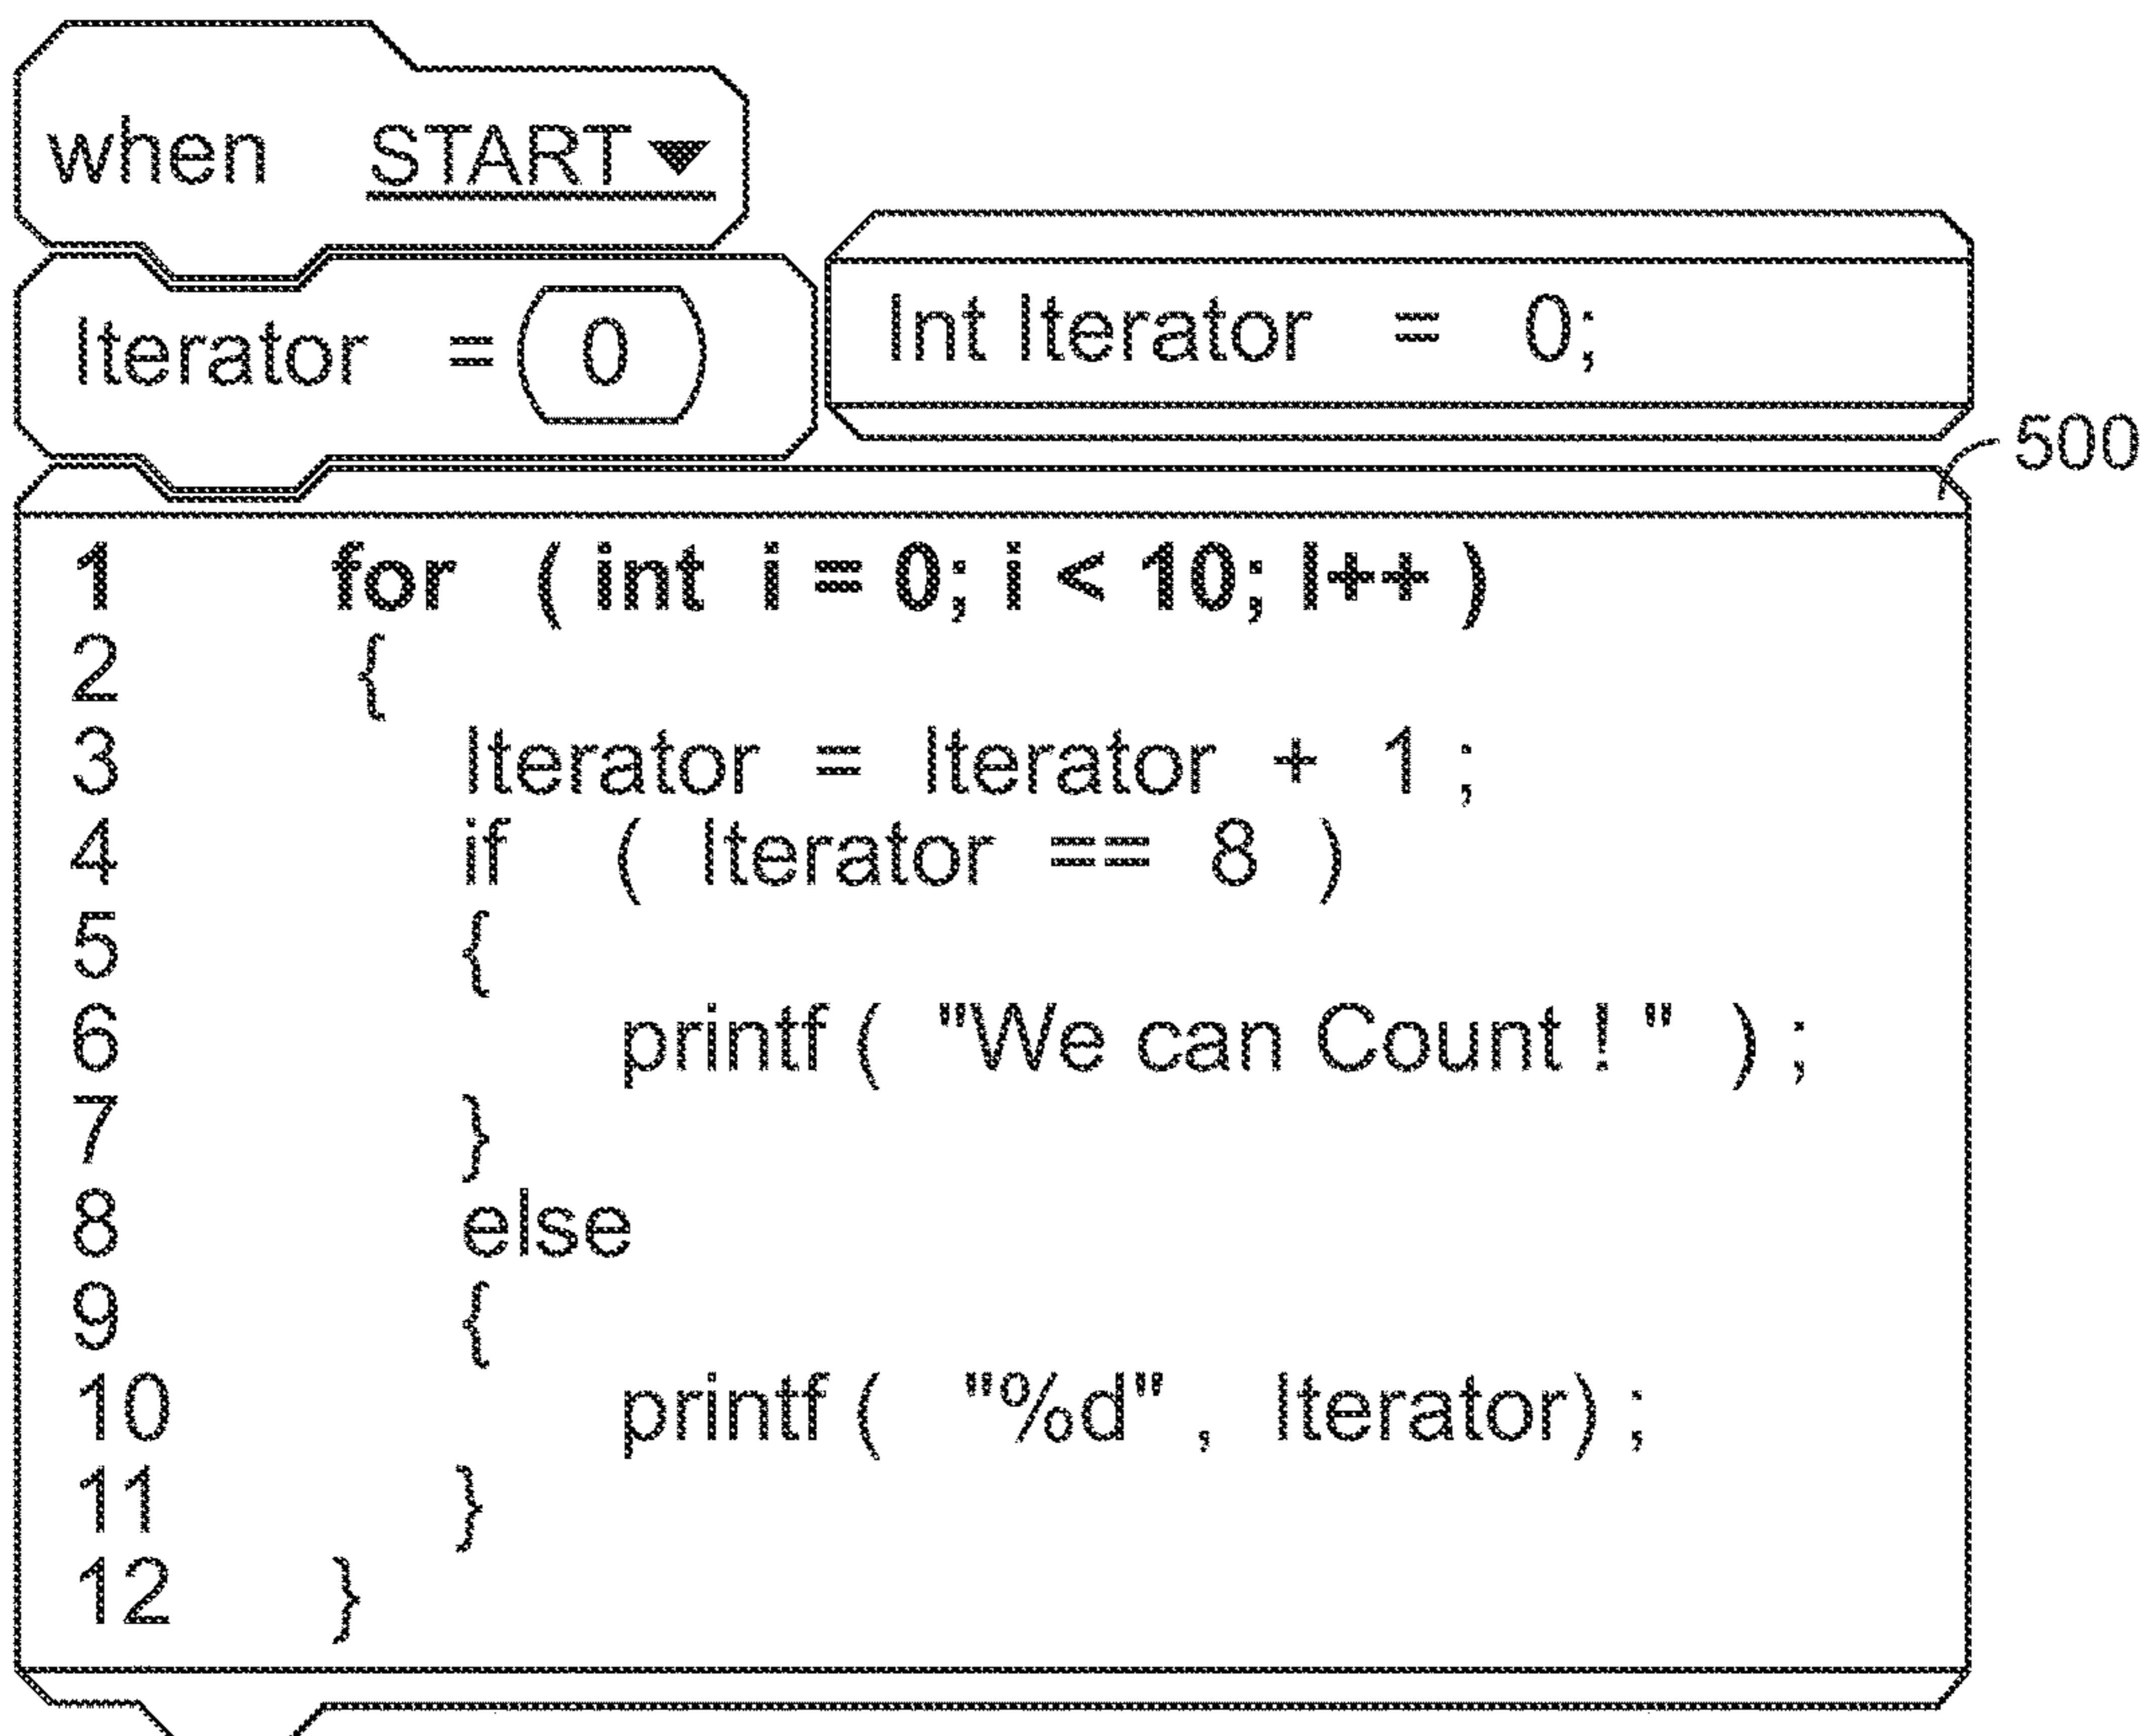 when START
Iterator = 0
Int Iterator = 0;
500
1 for ( int i = 0; i < 10; I++ )
2 {
3 Iterator = Iterator + 1 ;
4 if ( Iterator == 8 )
5 {
6 printf ( "We can Count ! " ) ;
7 }
8 else
9 {
10 printf ( "%d" , Iterator) ;
11 }
12 }